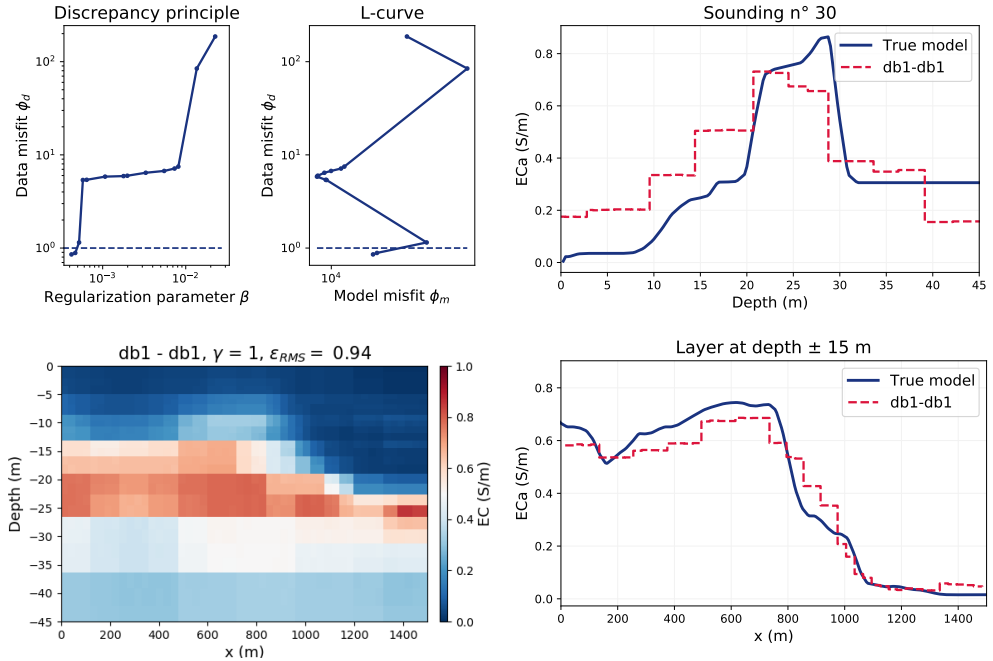 Discrepancy principle
Data misfit ϕd
10²
10¹
10⁰
10⁻³
10⁻²
Regularization parameter β
L-curve
Data misfit ϕd
10²
10¹
10⁰
10⁴
Model misfit ϕm
Sounding n° 30
ECa (S/m)
0.8
0.6
0.4
0.2
0.0
True model
db1-db1
0 5 10 15 20 25 30 35 40 45
Depth (m)
db1 - db1, γ = 1, εRMS = 0.94
Depth (m)
0
−5
−10
−15
−20
−25
−30
−35
−40
−45
0 200 400 600 800 1000 1200 1400
x (m)
1.0
0.8
0.6
0.4
0.2
0.0
EC (S/m)
Layer at depth ± 15 m
ECa (S/m)
0.8
0.6
0.4
0.2
0.0
True model
db1-db1
0 200 400 600 800 1000 1200 1400
x (m)